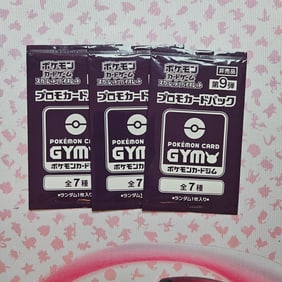 ポケモン
カードゲーム
スカーレット&バイオレット
非売品
第9弾
プロモカードパック
POKÉMON CARD
GYM
ポケモンカードジム
全7種
*ランダム1枚入り*